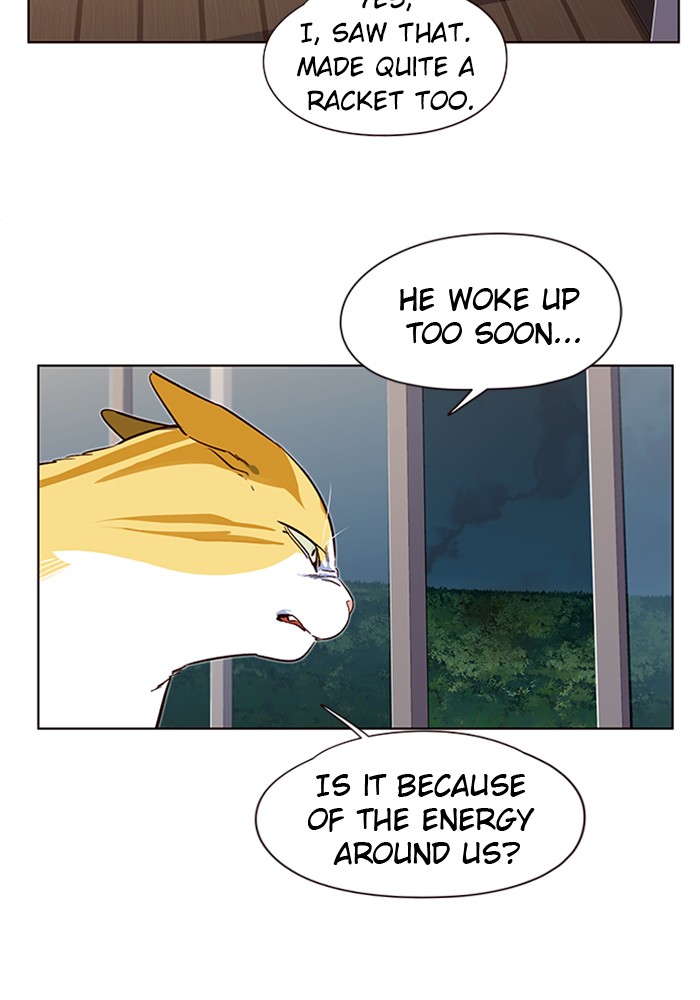 YES,
I, SAW THAT.
MADE QUITE A
RACKET TOO.
HE WOKE UP
TOO SOON...
IS IT BECAUSE
OF THE ENERGY
AROUND US?